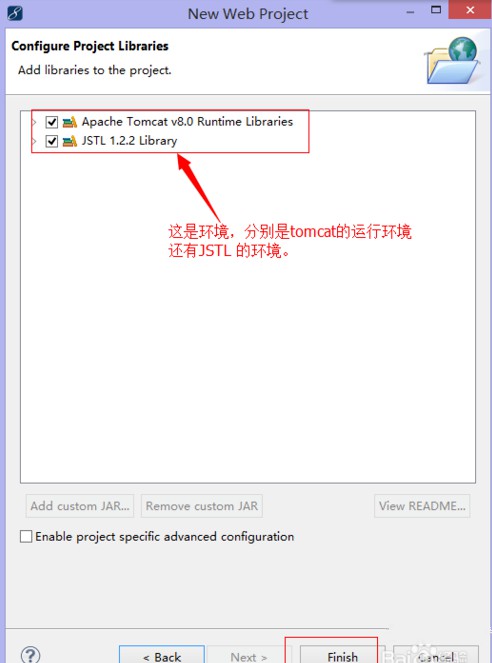 New Web Project
Configure Project Libraries
Add libraries to the project.
Apache Tomcat v8.0 Runtime Libraries
JSTL 1.2.2 Library
这是环境，分别是tomcat的运行环境
还有JSTL 的环境。
Add custom JAR... Remove custom JAR View README...
Enable project specific advanced configuration
< Back Next > Finish Cancel